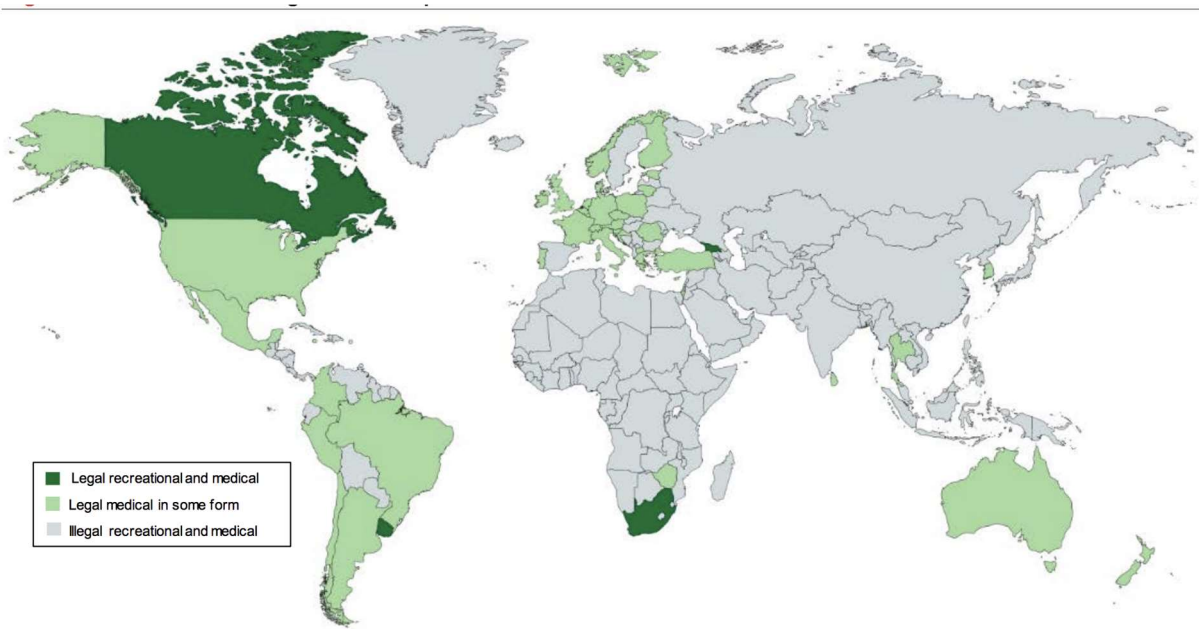 Legal recreational and medical
Legal medical in some form
Illegal recreational and medical